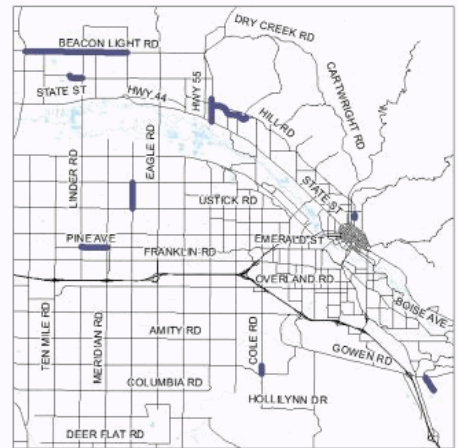 DRY CREEK RD
BEACON LIGHT RD
CARTWRIGHT RD
HWY 55
STATE ST
HWY 44
HILL RD
EAGLE RD
LINDER RD
STATE ST
USTICK RD
PINE AVE
EMERALD ST
FRANKLIN RD
OVERLAND RD
BOISE AVE
TEN MILE RD
MERIDIAN RD
AMITY RD
COLE RD
GOWEN RD
COLUMBIA RD
HOLLILYNN DR
DEER FLAT RD